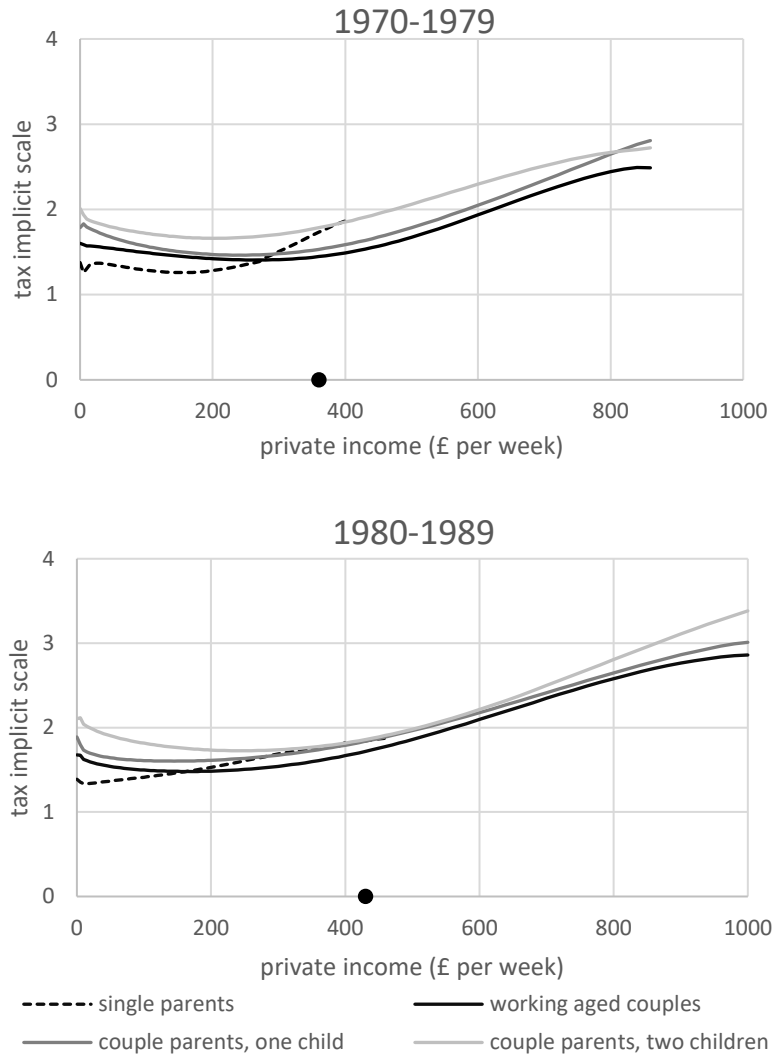 1970-1979
4
3
2
1
0
tax implicit scale
0 200 400 600 800 1000
private income (£ per week)
1980-1989
4
3
2
1
0
tax implicit scale
0 200 400 600 800 1000
private income (£ per week)
single parents working aged couples
couple parents, one child couple parents, two children